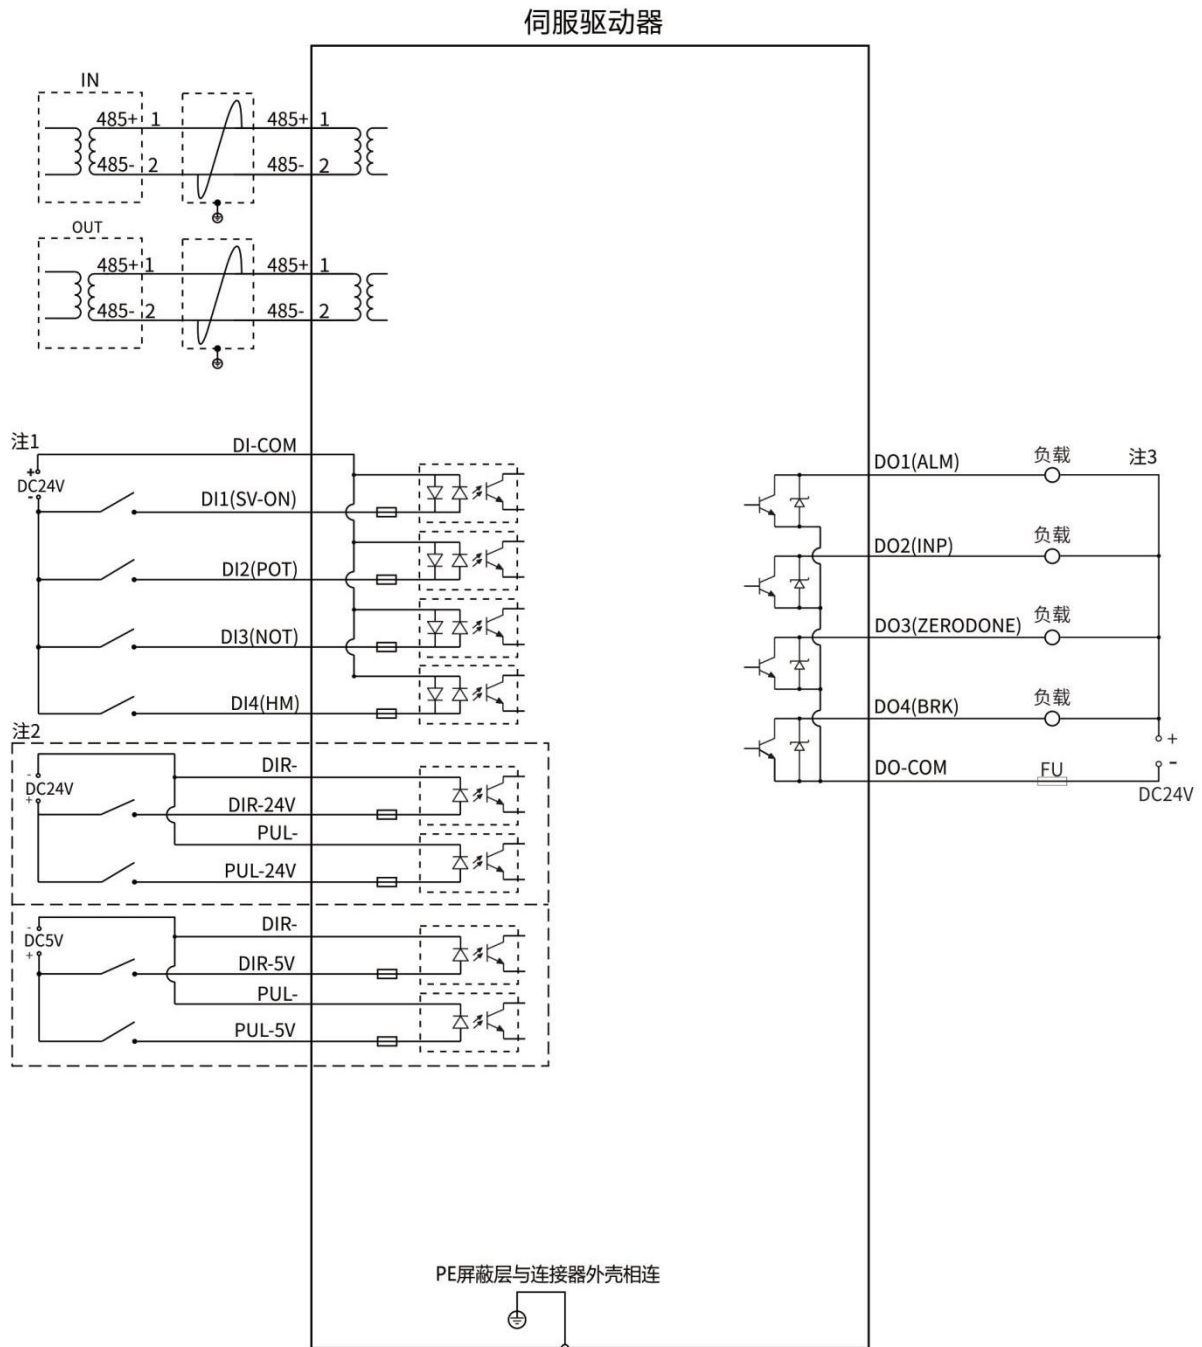 伺服驱动器
IN
485+ 1 485+ 1
485- 2 485- 2
OUT
485+ 1 485+ 1
485- 2 485- 2
注1
DI-COM
+
DC24V
-
DI1(SV-ON)
DI2(POT)
DI3(NOT)
DI4(HM)
注2
DIR-
-
DC24V
+
DIR-24V
PUL-
PUL-24V
DIR-
-
DC5V
+
DIR-5V
PUL-
PUL-5V
DO1(ALM) 负载 注3
DO2(INP) 负载
DO3(ZERODONE) 负载
DO4(BRK) 负载
+
DO-COM FU -
DC24V
PE屏蔽层与连接器外壳相连